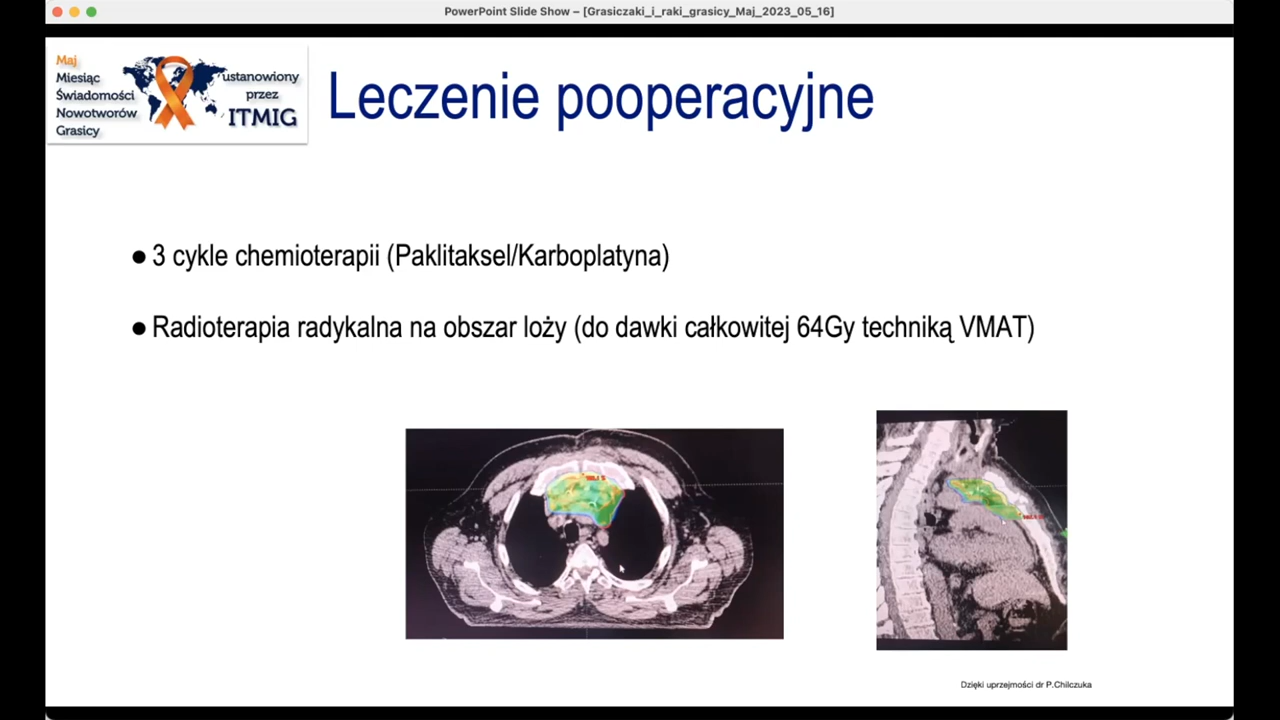 PowerPoint Slide Show – [Grasiczaki_i_raki_grasicy_Maj_2023_05_16]
Maj
Miesiąc
Świadomości
Nowotworów
Grasicy
ustanowiony
przez
ITMIG
Leczenie pooperacyjne
● 3 cykle chemioterapii (Paklitaksel/Karboplatyna)
● Radioterapia radykalna na obszar loży (do dawki całkowitej 64Gy techniką VMAT)
Dzięki uprzejmości dr P.Chilczuka